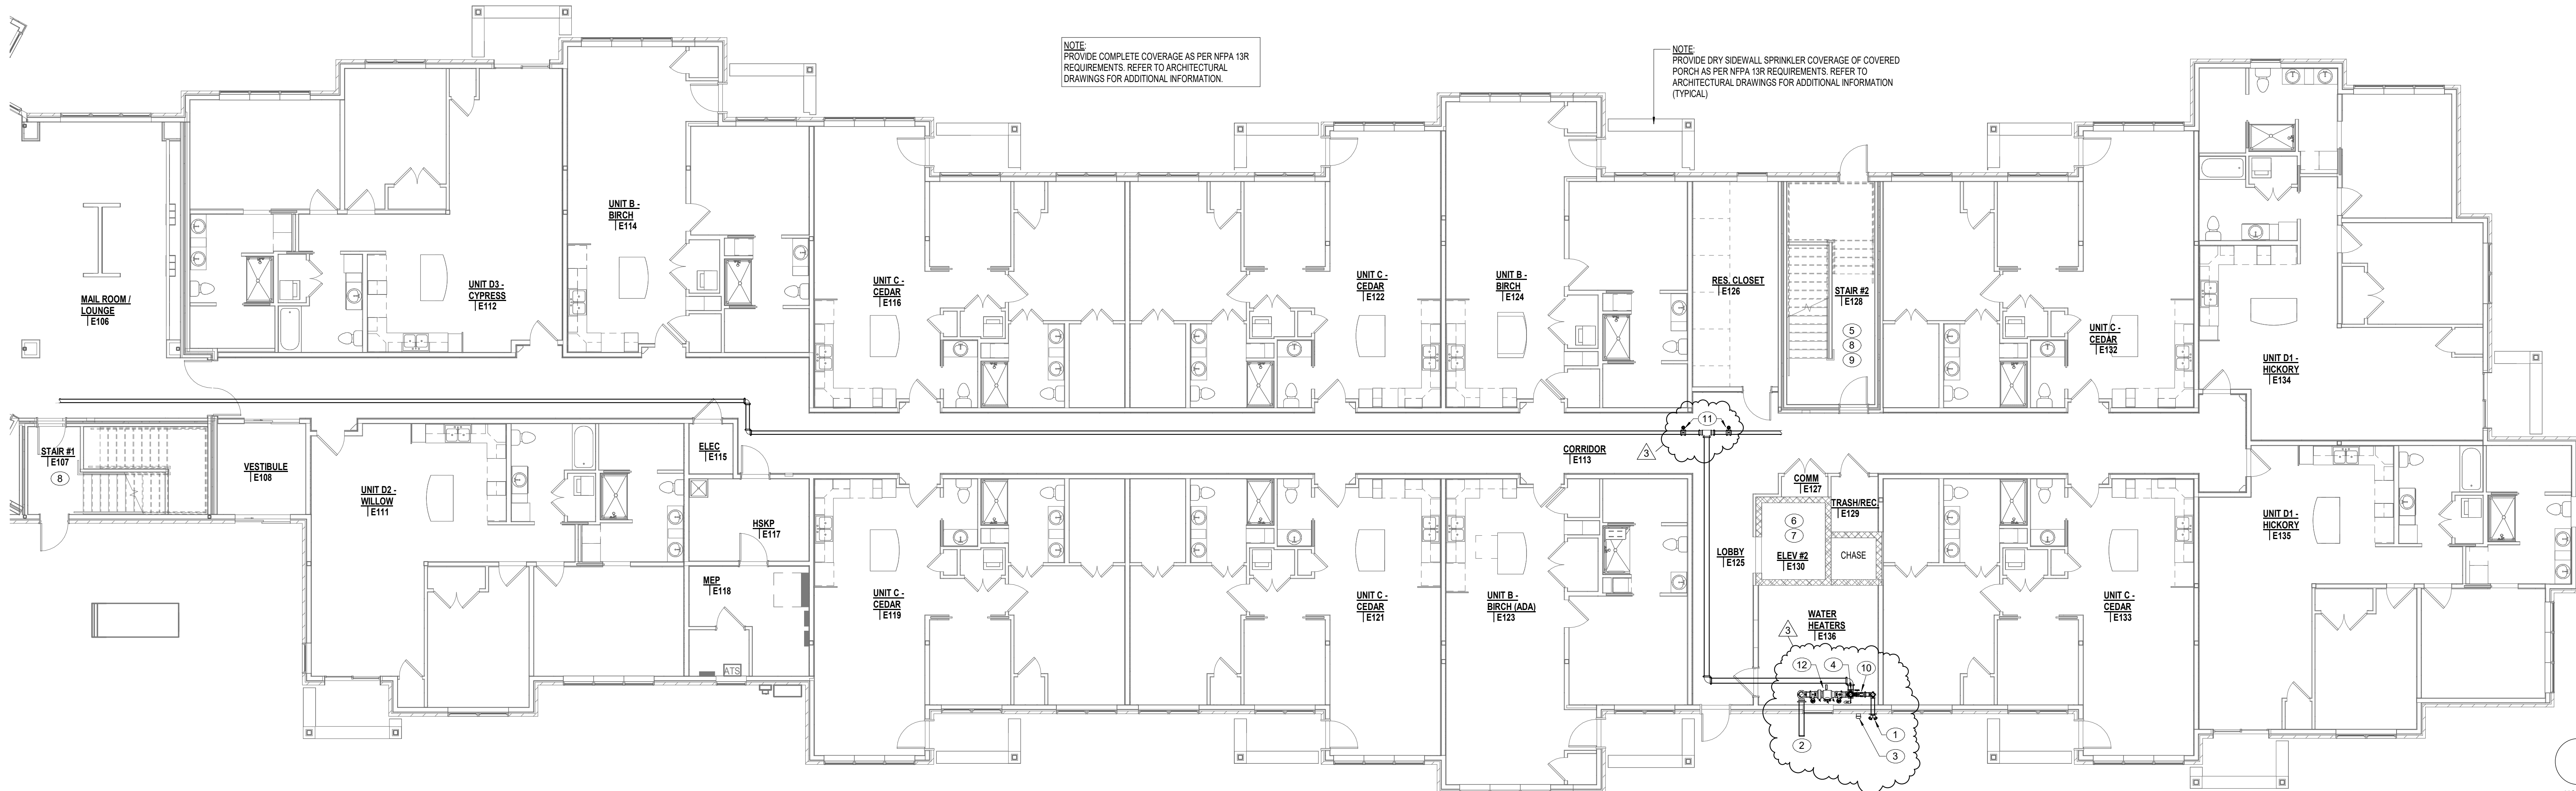 NOTE:
PROVIDE COMPLETE COVERAGE AS PER NFPA 13R
REQUIREMENTS. REFER TO ARCHITECTURAL
DRAWINGS FOR ADDITIONAL INFORMATION.
NOTE:
PROVIDE DRY SIDEWALL SPRINKLER COVERAGE OF COVERED
PORCH AS PER NFPA 13R REQUIREMENTS. REFER TO
ARCHITECTURAL DRAWINGS FOR ADDITIONAL INFORMATION
(TYPICAL)
MAIL ROOM /
LOUNGE
E106
UNIT D3 -
CYPRESS
E112
UNIT B -
BIRCH
E114
UNIT C -
CEDAR
E116
UNIT C -
CEDAR
E122
UNIT B -
BIRCH
E124
RES. CLOSET
E126
STAIR #2
E128
5
8
9
UNIT C -
CEDAR
E132
UNIT D1 -
HICKORY
E134
STAIR #1
E107
8
VESTIBULE
E108
UNIT D2 -
WILLOW
E111
ELEC
E115
HSKP
E117
MEP
E118
ATS
UNIT C -
CEDAR
E119
UNIT C -
CEDAR
E121
UNIT B -
BIRCH (ADA)
E123
CORRIDOR
E113
3
11
LOBBY
E125
COMM
E127
TRASH/REC.
E129
6
7
ELEV #2
E130
CHASE
WATER
HEATERS
E136
3
12
4
10
2
1
3
UNIT C -
CEDAR
E133
UNIT D1 -
HICKORY
E135